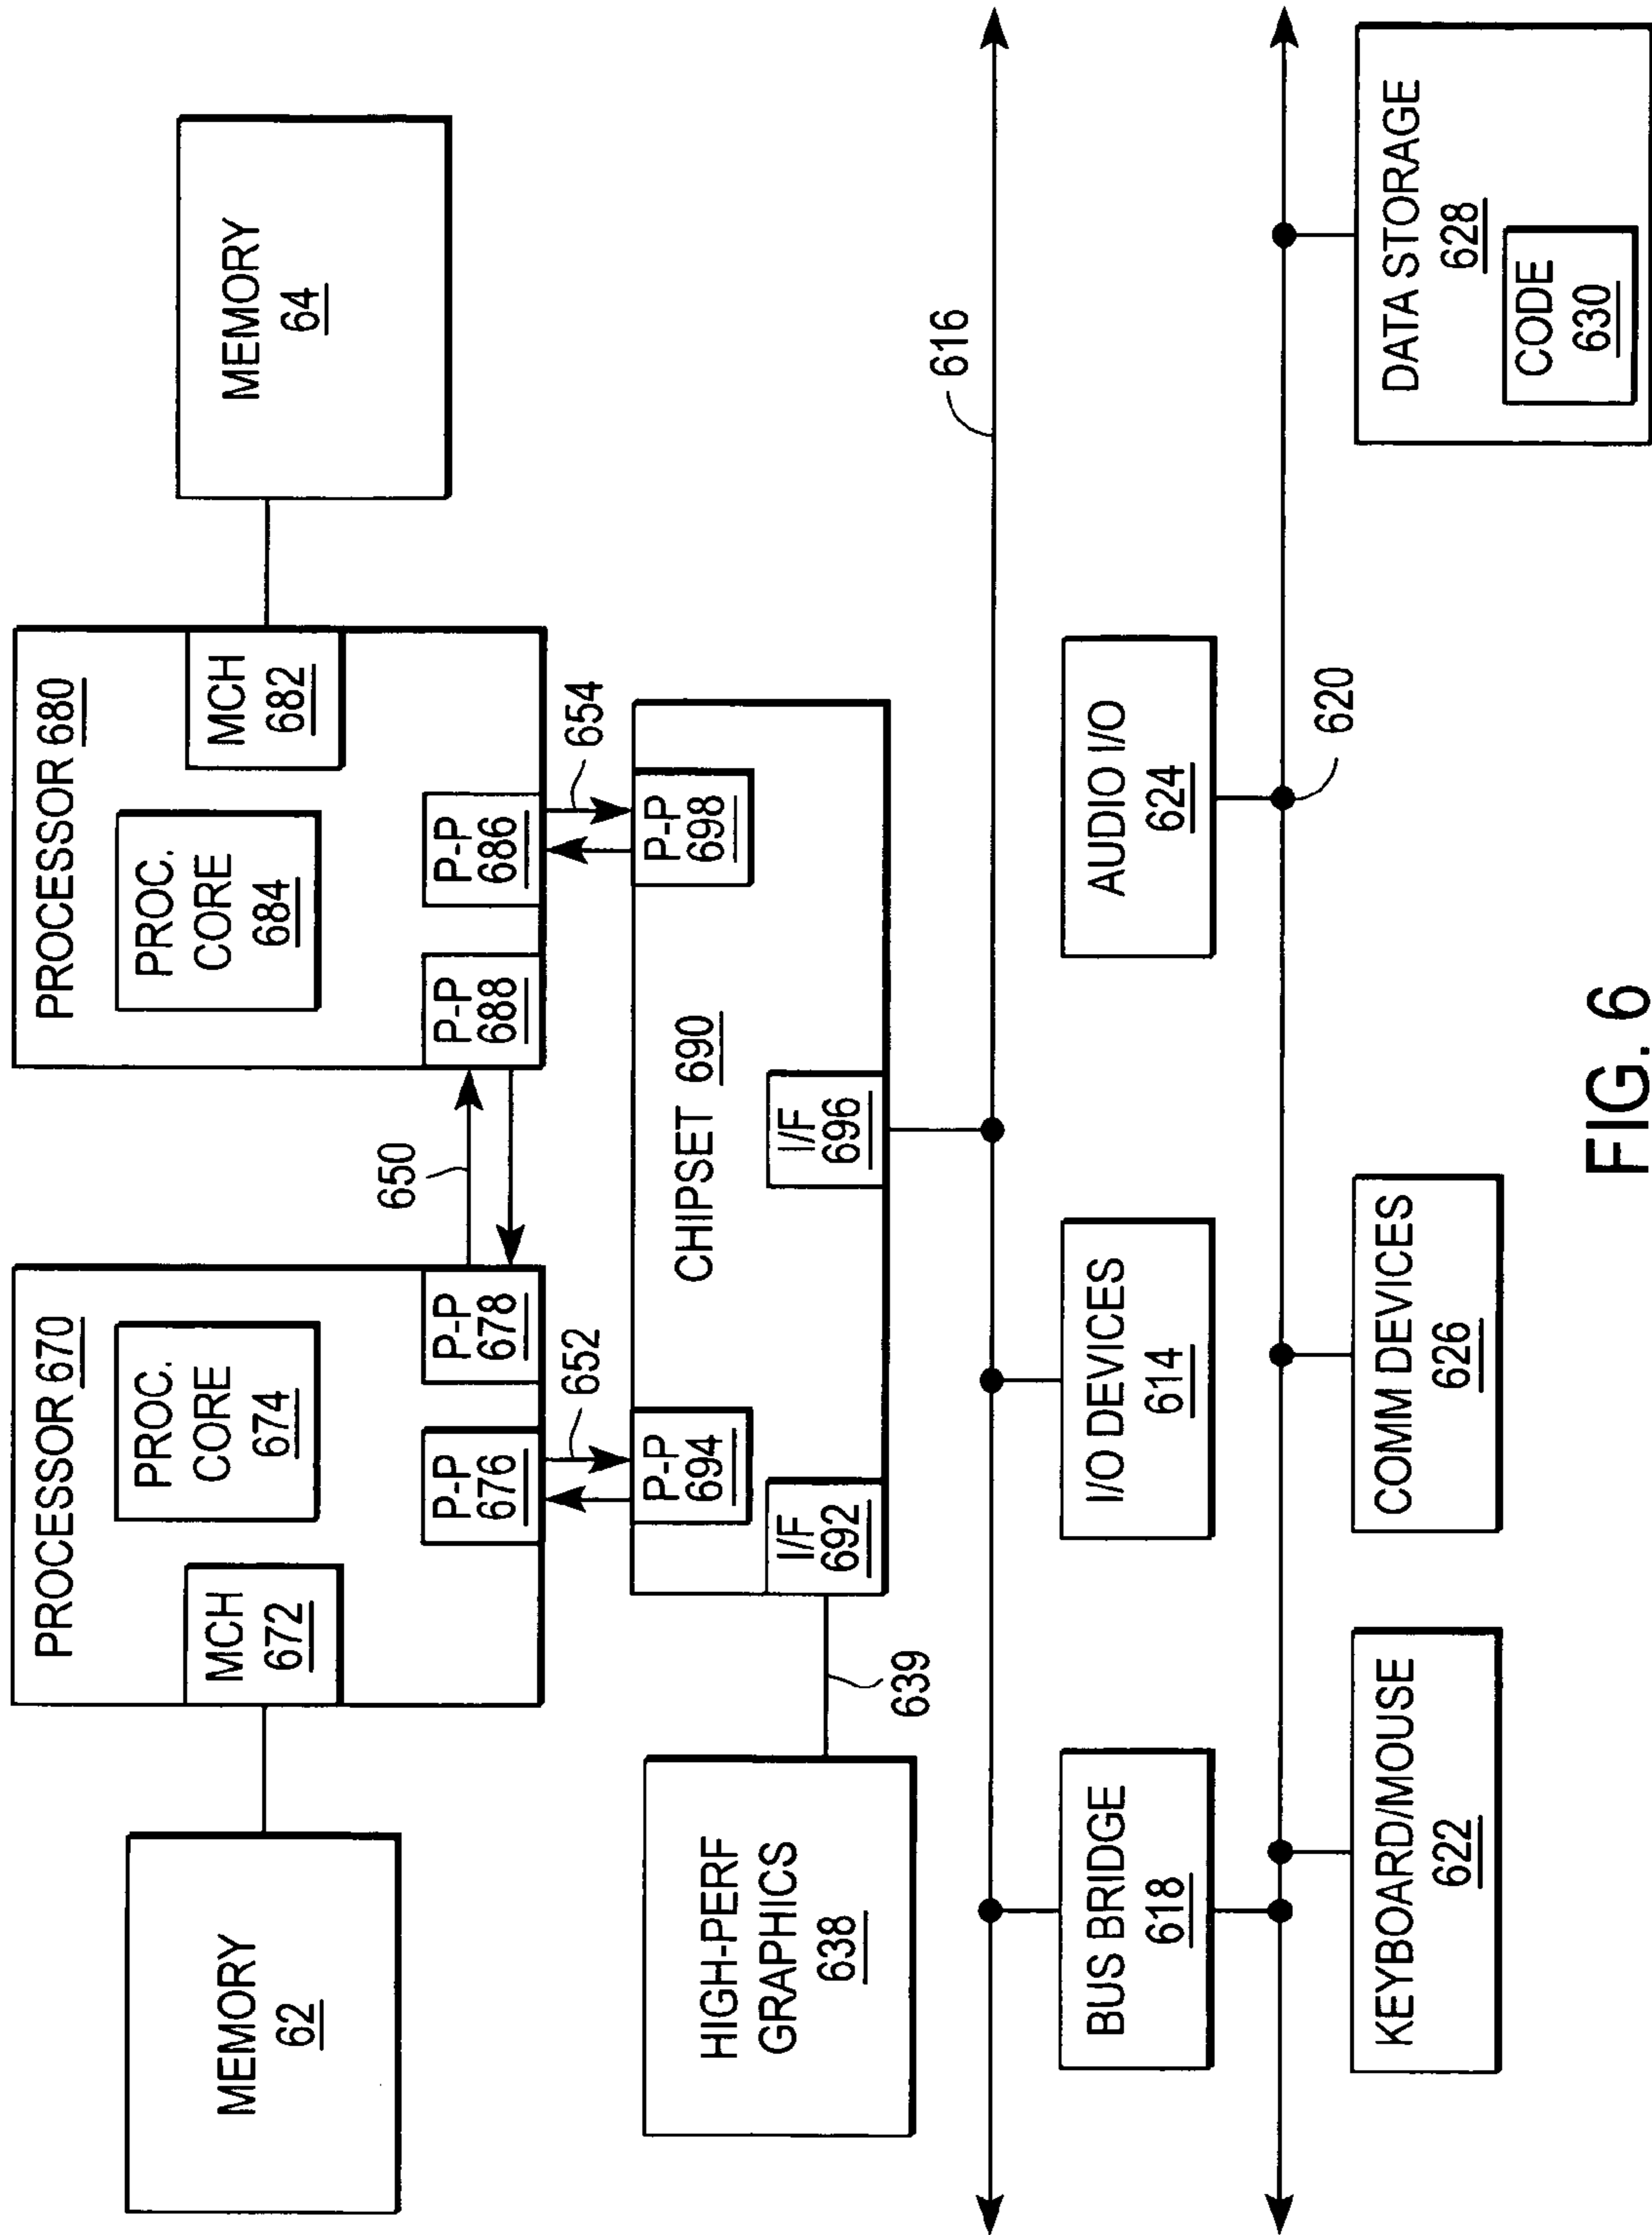 PROCESSOR 670
PROC.
CORE
674
MCH
672
P-P
676
P-P
678
MEMORY
62
650
PROCESSOR 680
PROC.
CORE
684
MCH
682
P-P
688
P-P
686
MEMORY
64
652
654
HIGH-PERF
GRAPHICS
638
639
CHIPSET 690
P-P
694
P-P
698
I/F
692
I/F
696
616
BUS BRIDGE
618
I/O DEVICES
614
AUDIO I/O
624
620
KEYBOARD/MOUSE
622
COMM DEVICES
626
DATA STORAGE
628
CODE
630
FIG. 6